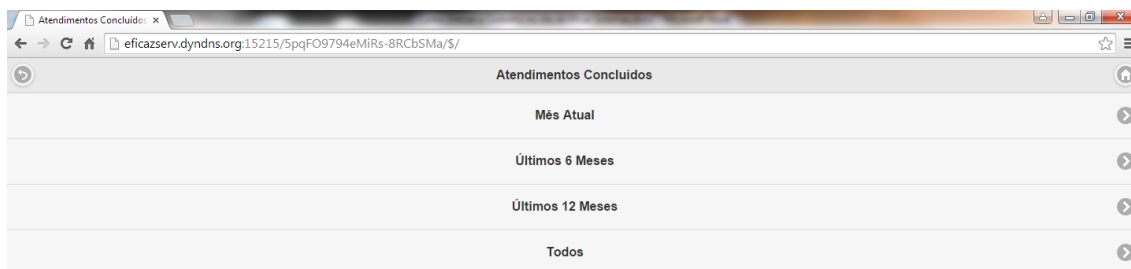 Atendimentos Concluídos
eficazserv.dyndns.org:15215/5pqFO9794eMiRs-8RCbSMa/$/
Atendimentos Concluídos
Mês Atual
Últimos 6 Meses
Últimos 12 Meses
Todos